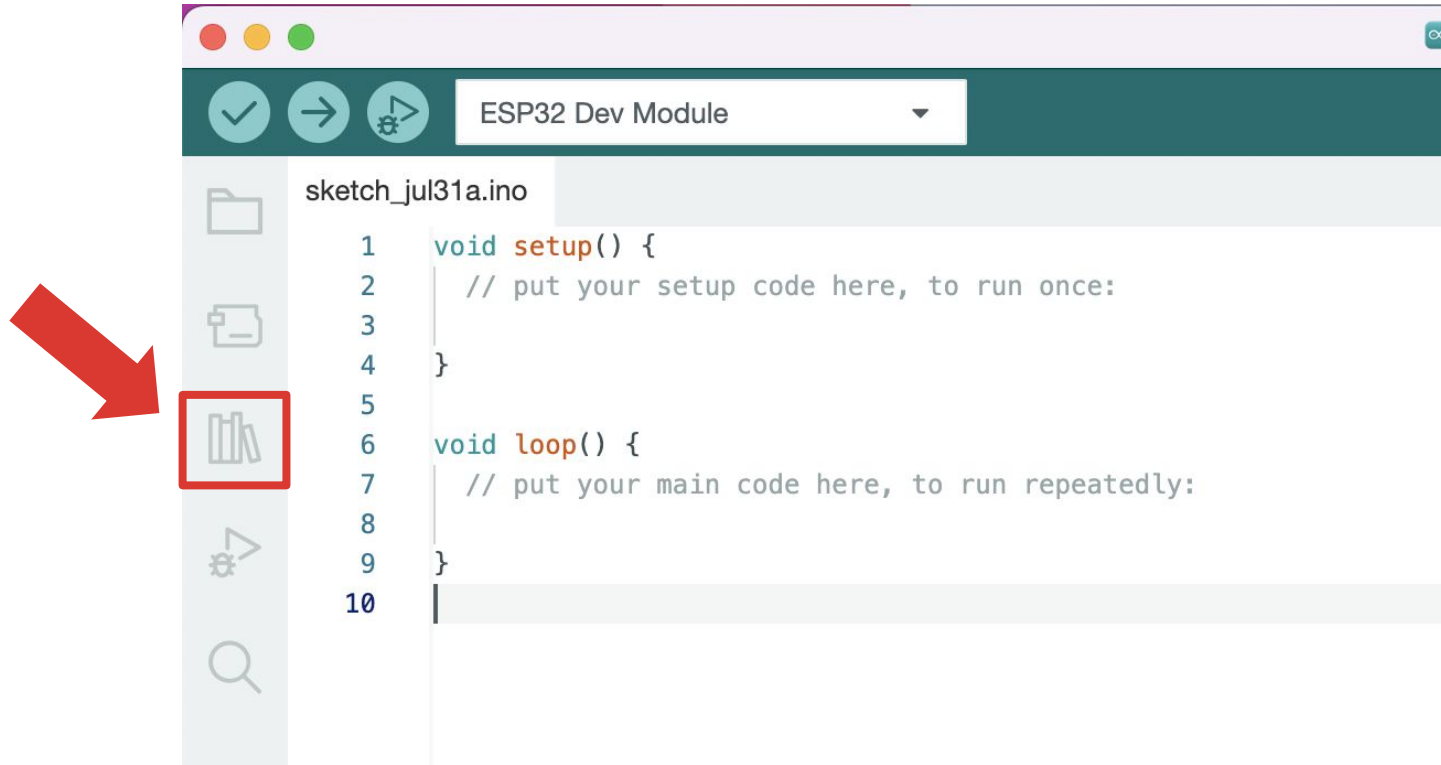 ESP32 Dev Module
sketch_jul31a.ino
1 void setup() {
2 // put your setup code here, to run once:
3
4 }
5
6 void loop() {
7 // put your main code here, to run repeatedly:
8
9 }
10